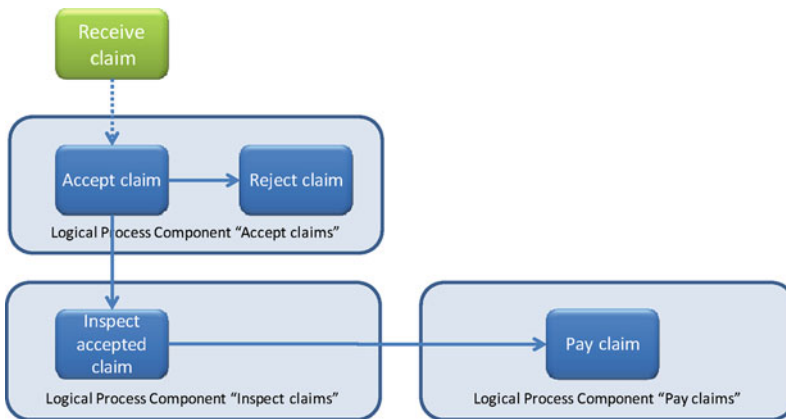 Receive
claim
Accept claim
Reject claim
Logical Process Component “Accept claims”
Inspect
accepted
claim
Pay claim
Logical Process Component “Inspect claims”
Logical Process Component “Pay claims”